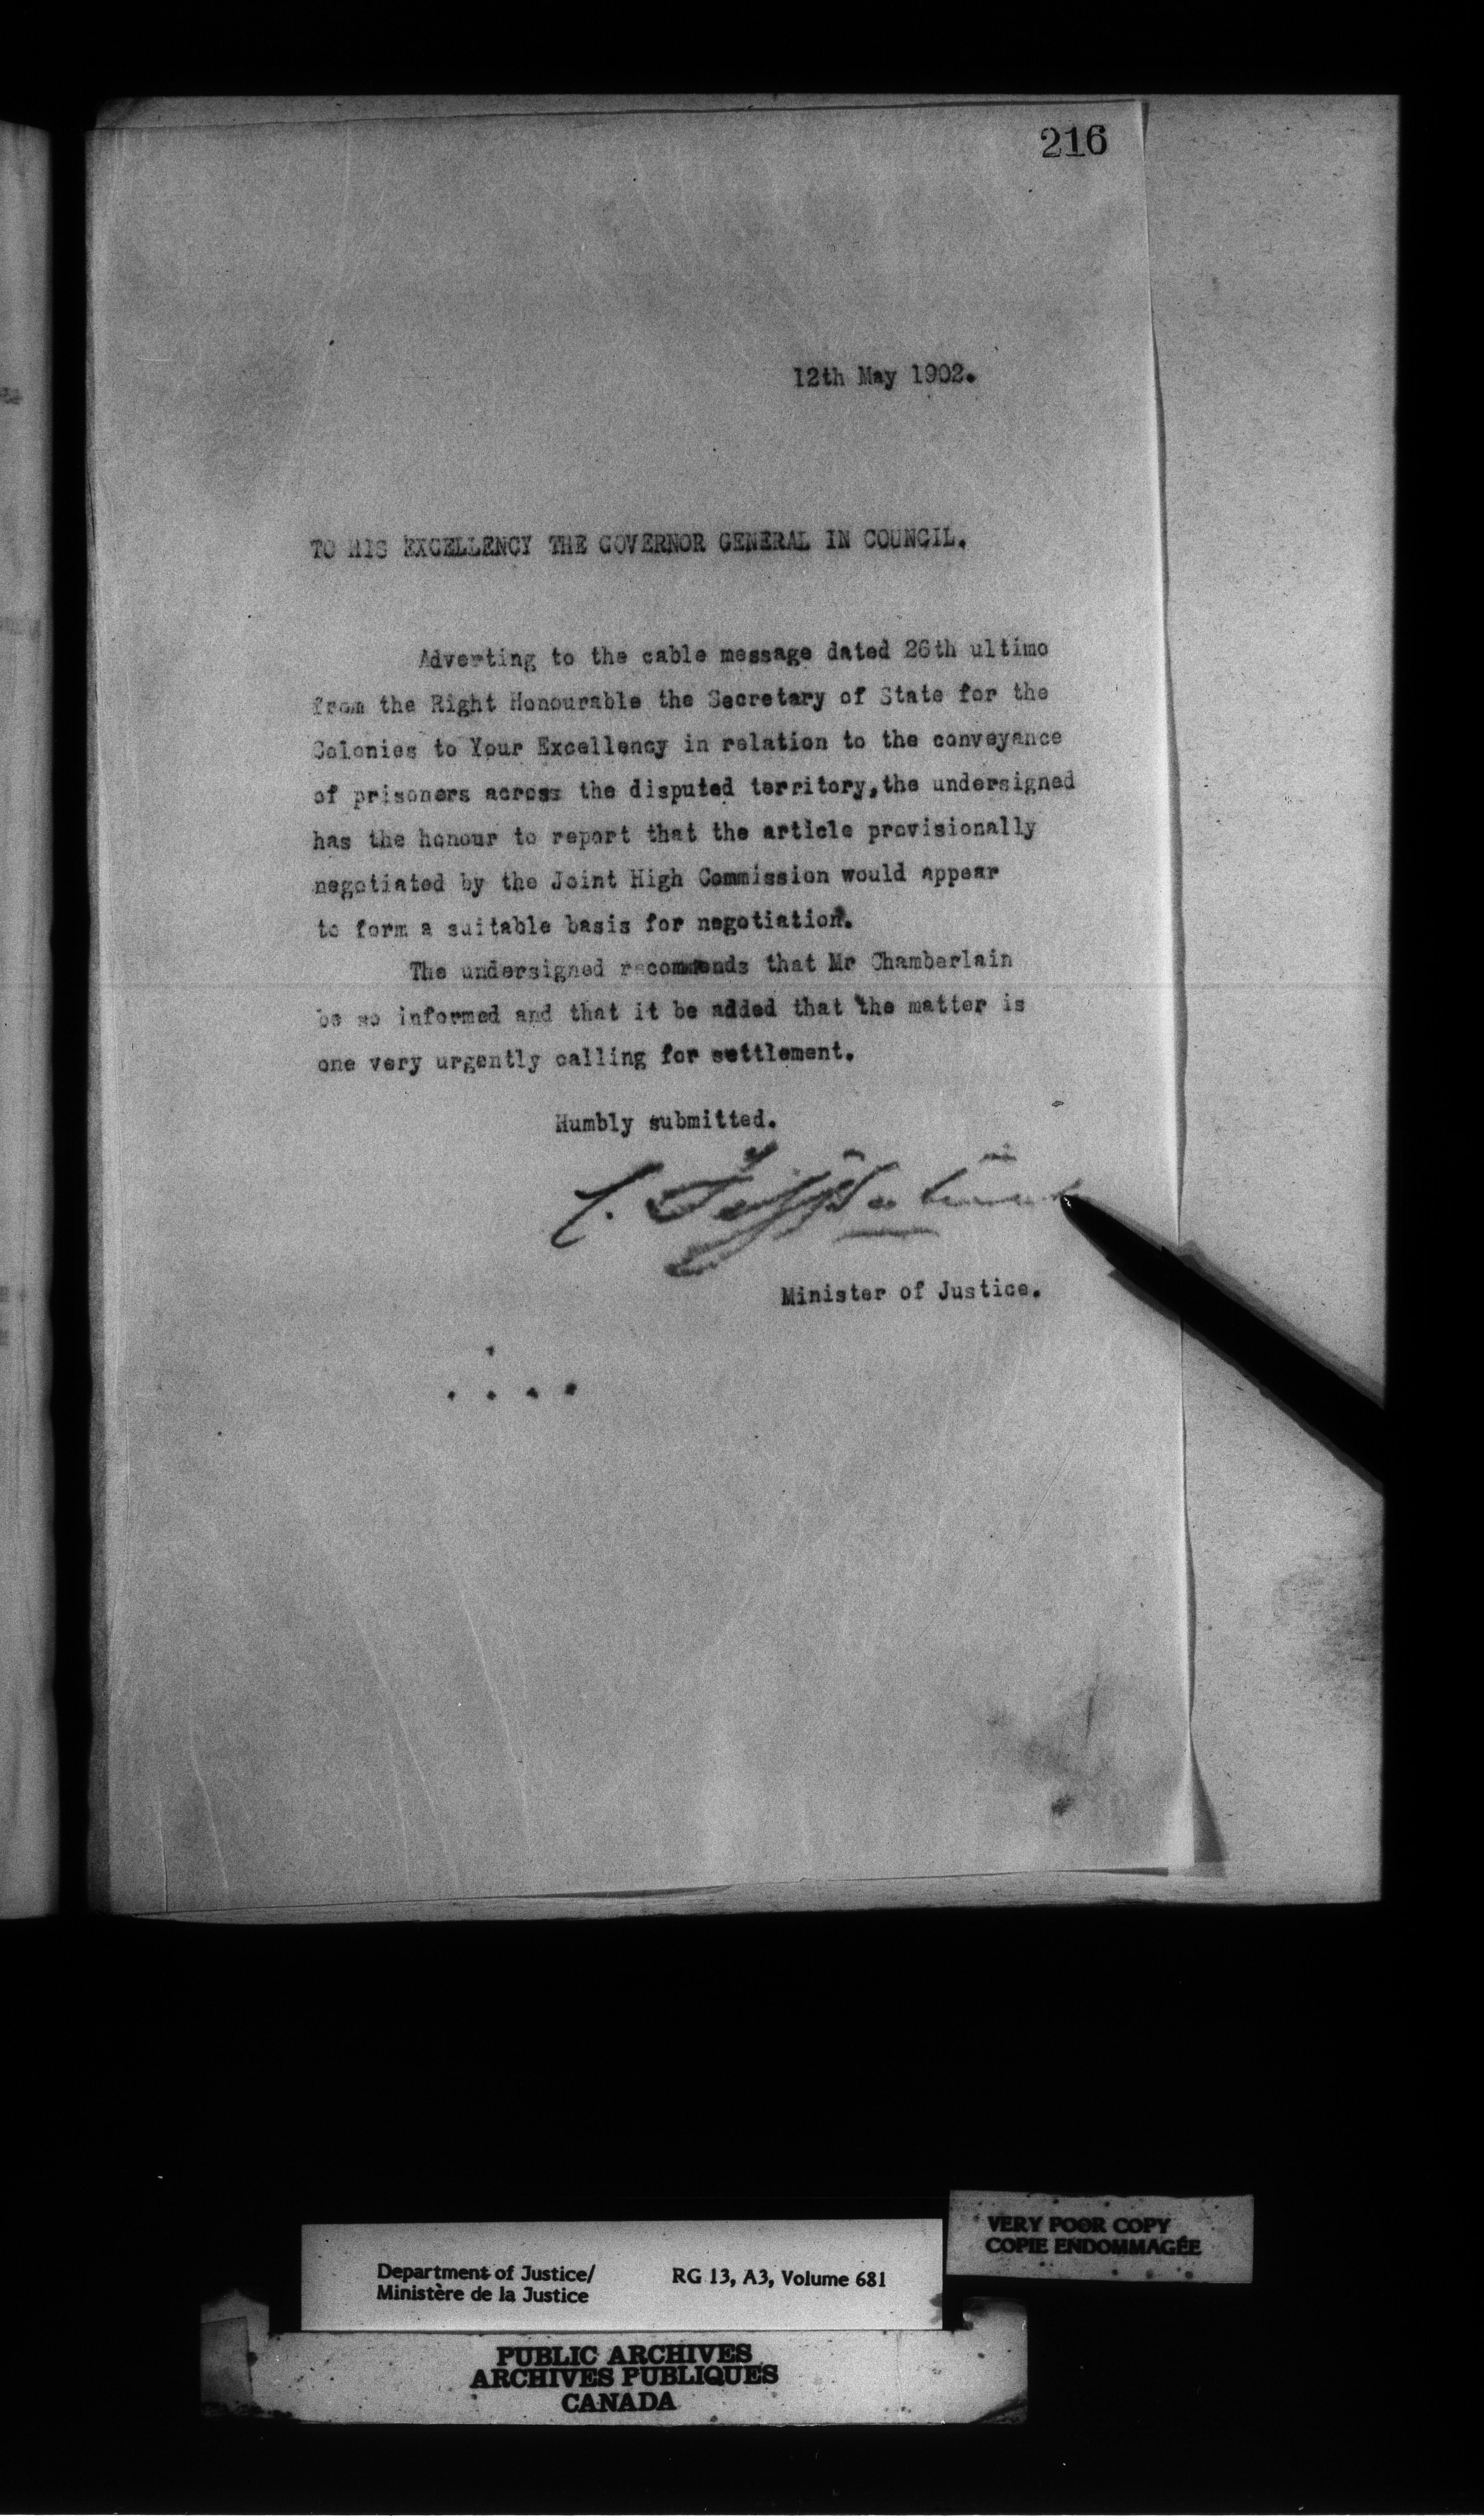 216
12th May 1902.
TO HIS EXCELLENCY THE GOVERNOR GENERAL IN COUNCIL.
Adverting to the cable message dated 26th ultimo
from the Right Honourable the Secretary of State for the
Colonies to Your Excellency in relation to the conveyance
of prisoners across the disputed territory,the undersigned
has the honour to report that the article provisionally
negotiated by the Joint High Commission would appear
to form a suitable basis for negotiation.
The undersigned recommends that Mr Chamberlain
be so informed and that it be added that the matter is
one very urgently calling for settlement.
Humbly submitted.
Minister of Justice.
VERY POOR COPY
COPIE ENDOMMAGÉE
Department of Justice/ RG 13, A3, Volume 681
Ministère de la Justice
PUBLIC ARCHIVES
ARCHIVES PUBLIQUES
CANADA